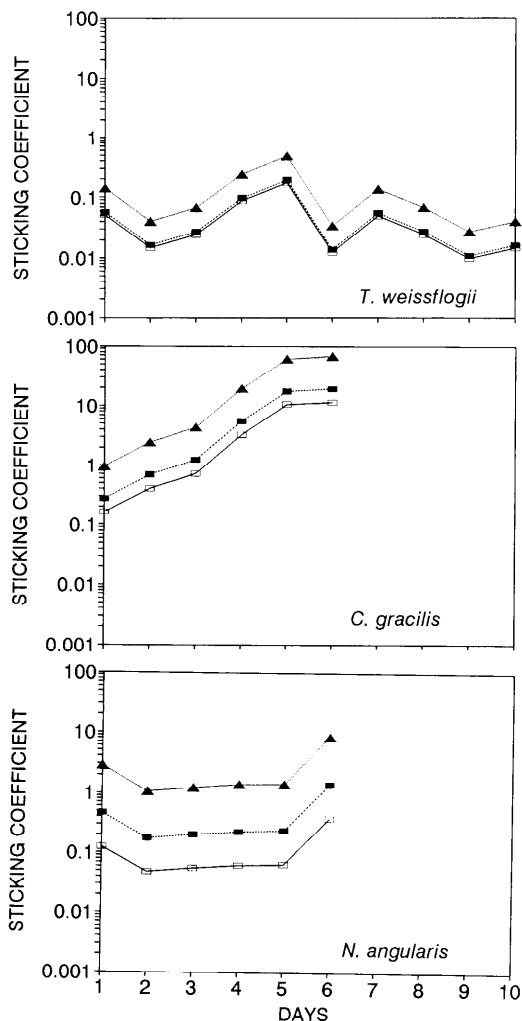 100
10
1
0.1
0.01
0.001
STICKING COEFFICIENT
T. weissflogii
100
10
1
0.1
0.01
0.001
STICKING COEFFICIENT
C. gracilis
100
10
1
0.1
0.01
0.001
STICKING COEFFICIENT
N. angularis
1 2 3 4 5 6 7 8 9 10
DAYS